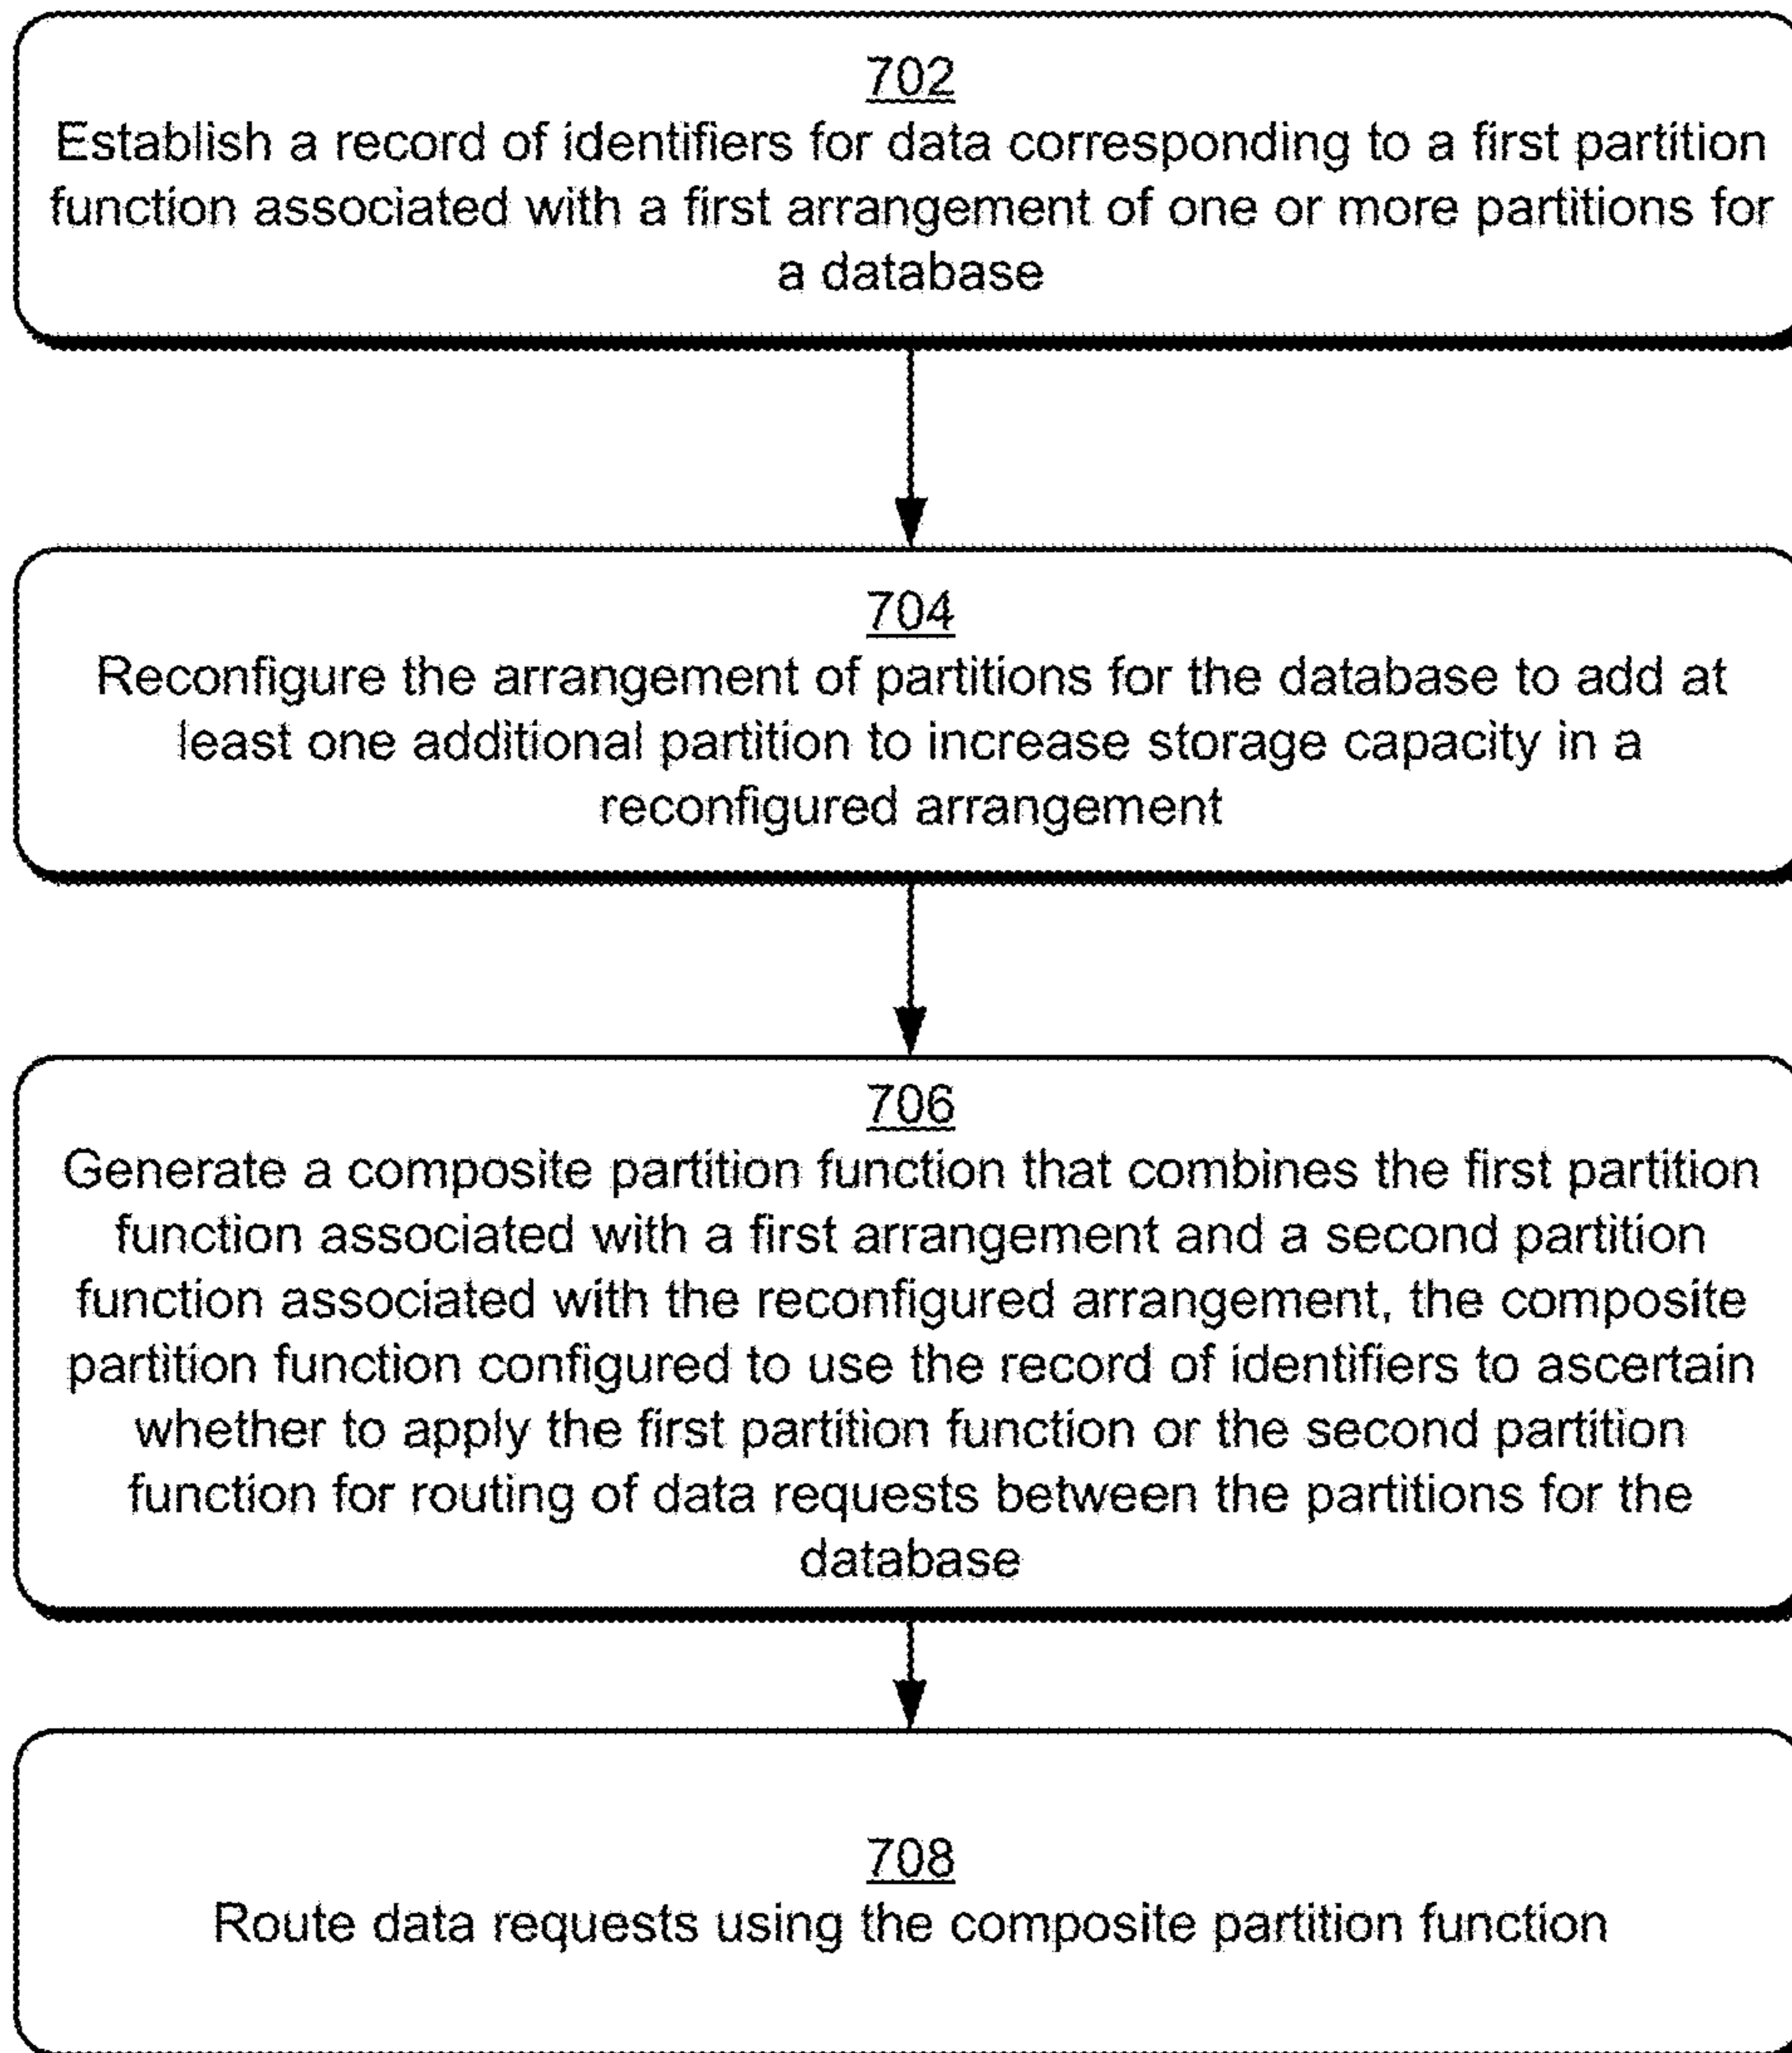 702
Establish a record of identifiers for data corresponding to a first partition
function associated with a first arrangement of one or more partitions for
a database
704
Reconfigure the arrangement of partitions for the database to add at
least one additional partition to increase storage capacity in a
reconfigured arrangement
706
Generate a composite partition function that combines the first partition
function associated with a first arrangement and a second partition
function associated with the reconfigured arrangement, the composite
partition function configured to use the record of identifiers to ascertain
whether to apply the first partition function or the second partition
function for routing of data requests between the partitions for the
database
708
Route data requests using the composite partition function